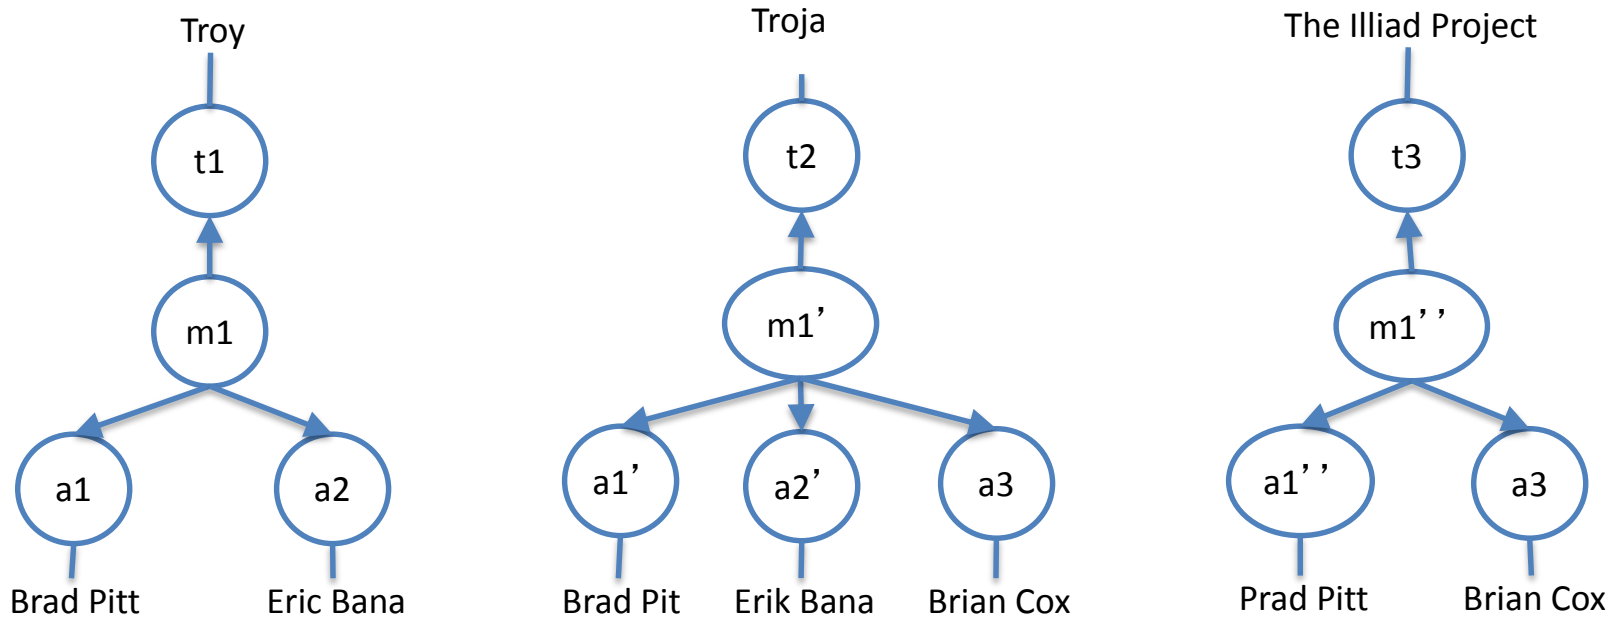 Troy
Troja
The Illiad Project
t1
t2
t3
m1
m1’
m1’’
a1
a2
a1’
a2’
a3
a1’’
a3
Brad Pitt
Eric Bana
Brad Pit
Erik Bana
Brian Cox
Prad Pitt
Brian Cox